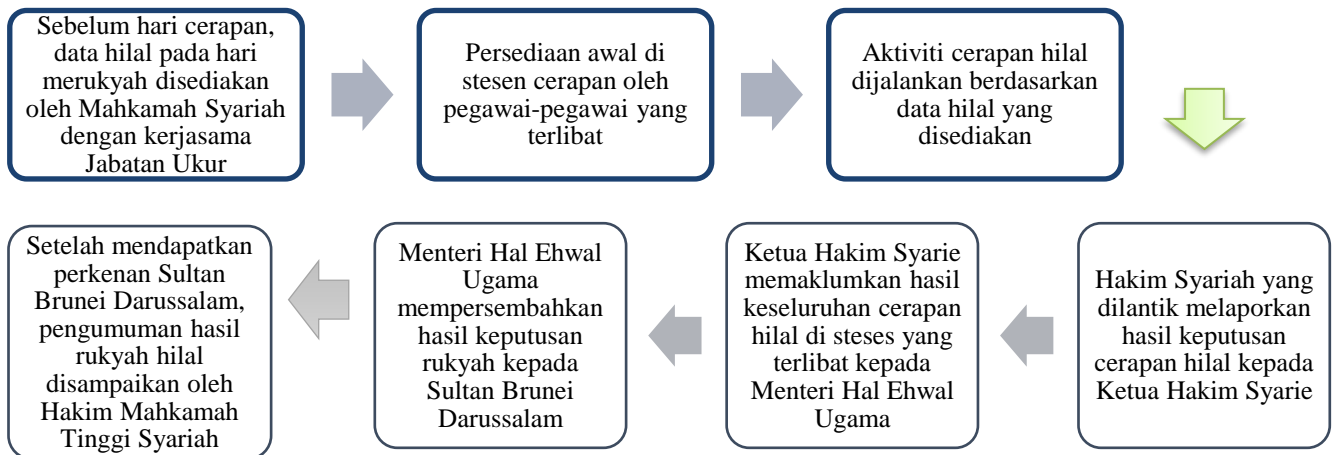 Sebelum hari cerapan,
data hilal pada hari
merukyah disediakan
oleh Mahkamah Syariah
dengan kerjasama
Jabatan Ukur
Persediaan awal di
stesen cerapan oleh
pegawai-pegawai yang
terlibat
Aktiviti cerapan hilal
dijalankan berdasarkan
data hilal yang
disediakan
Hakim Syariah yang
dilantik melaporkan
hasil keputusan
cerapan hilal kepada
Ketua Hakim Syarie
Ketua Hakim Syarie
memaklumkan hasil
keseluruhan cerapan
hilal di steses yang
terlibat kepada
Menteri Hal Ehwal
Ugama
Menteri Hal Ehwal
Ugama
mempersembahkan
hasil keputusan
rukyah kepada
Sultan Brunei
Darussalam
Setelah mendapatkan
perkenan Sultan
Brunei Darussalam,
pengumuman hasil
rukyah hilal
disampaikan oleh
Hakim Mahkamah
Tinggi Syariah